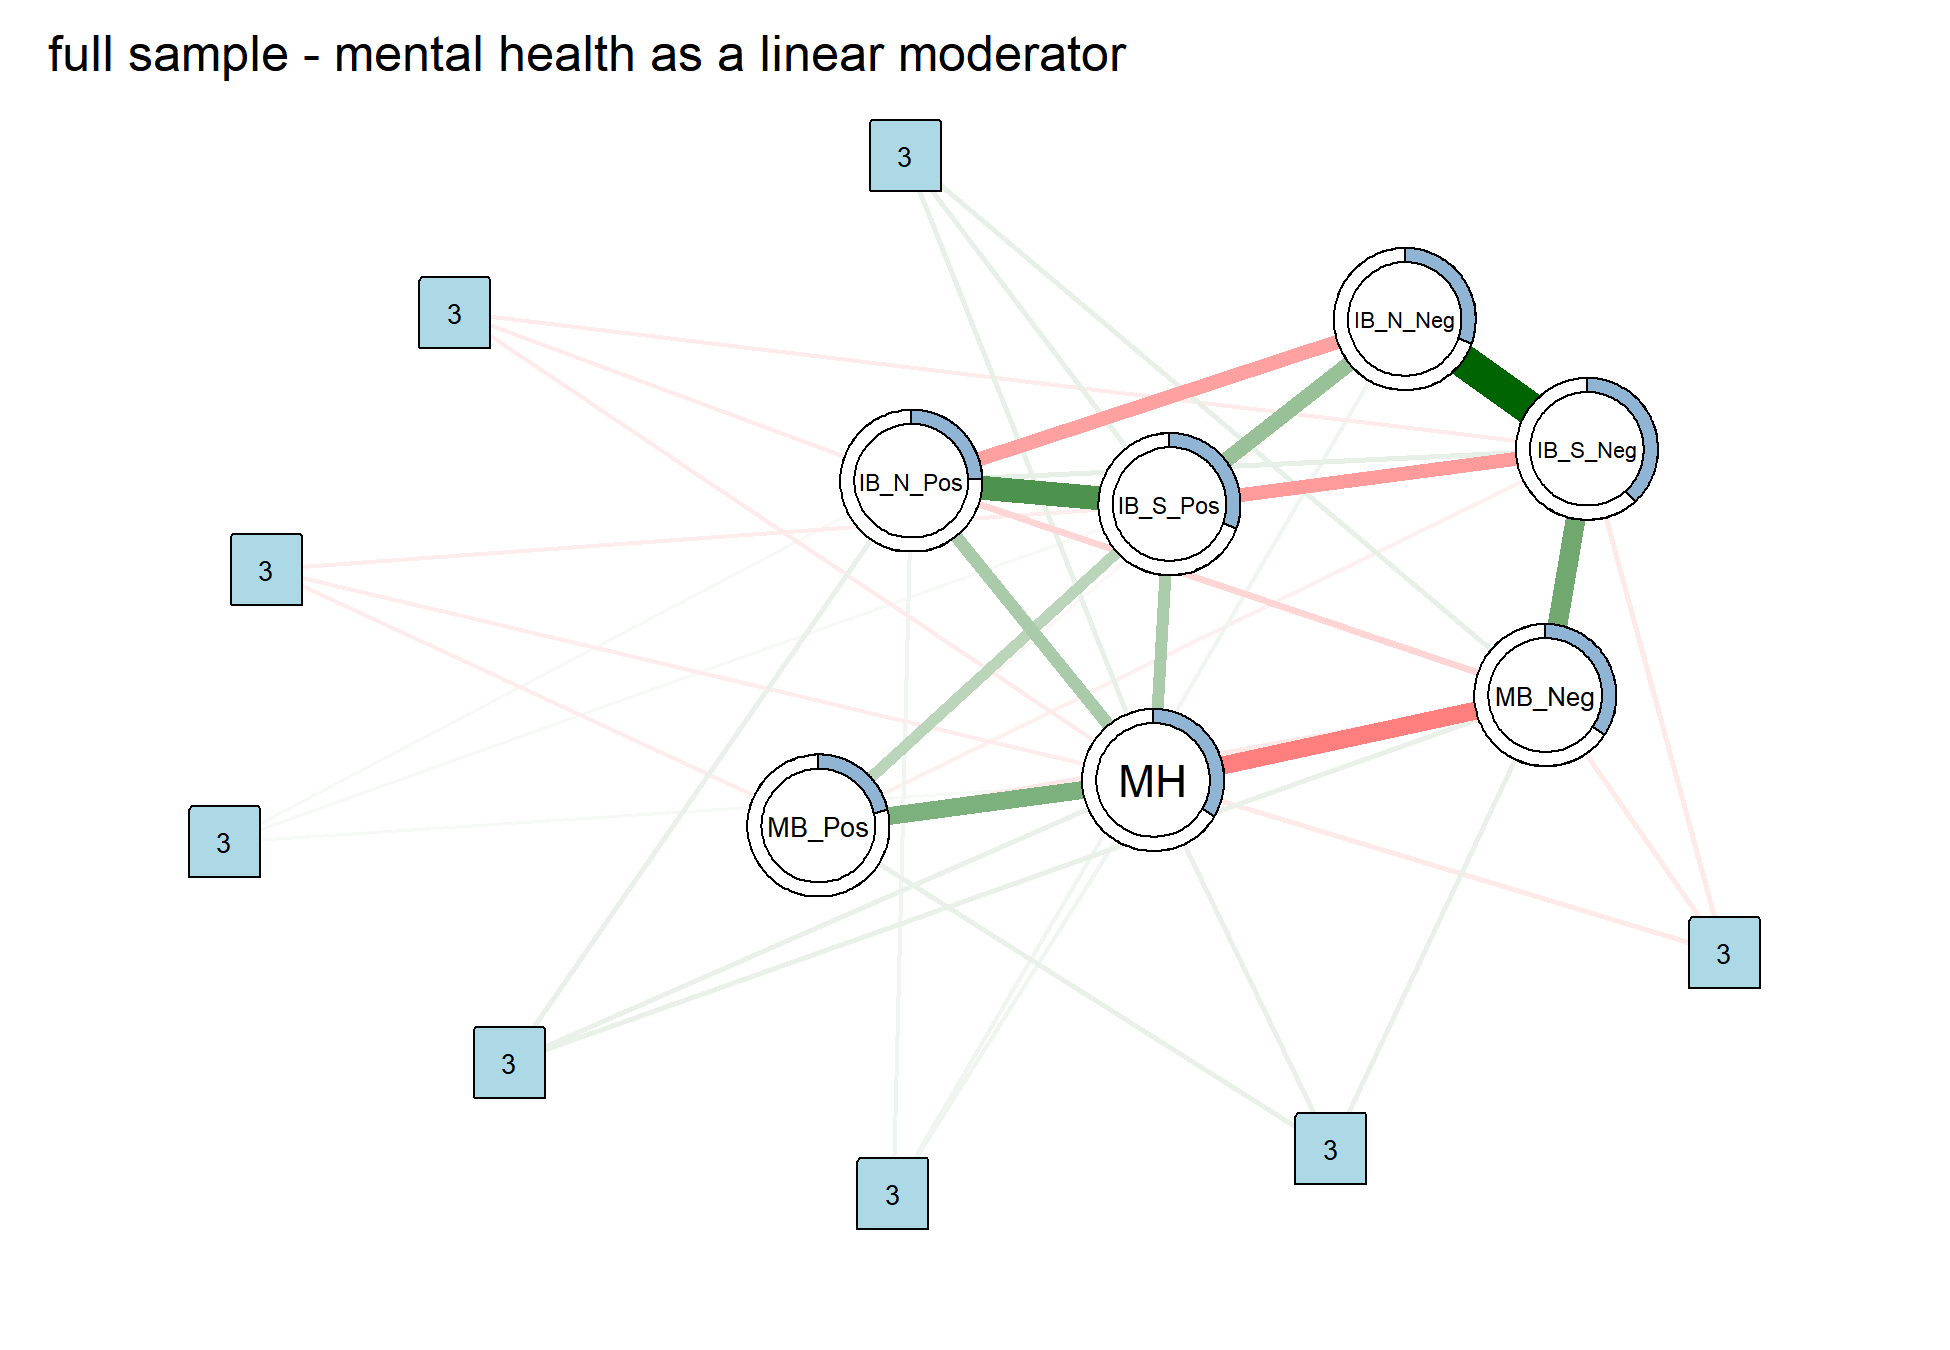 full sample - mental health as a linear moderator
3
3
IB_N_Neg
IB_S_Neg
IB_N_Pos
IB_S_Pos
3
MB_Neg
MH
MB_Pos
3
3
3
3
3